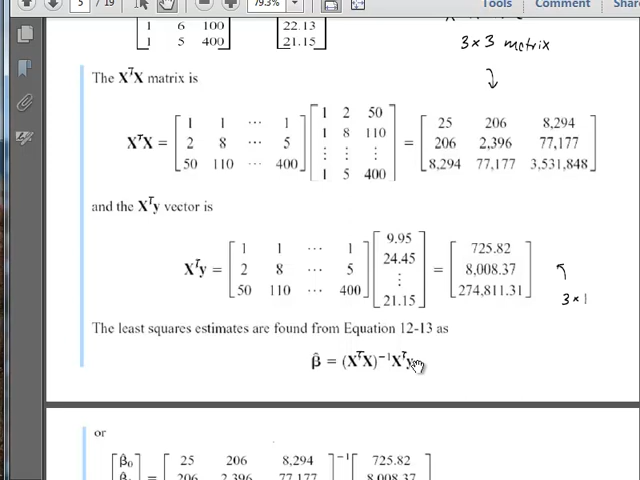 5 / 19 79.3% Tools Comment Share
1 6 100 22.13
1 5 400 21.15
3×3 matrix
The XᵀX matrix is
XᵀX = [ 1 1 ⋯ 1 ] [ 1 2 50 ] = [ 25 206 8,294 ]
[ 2 8 ⋯ 5 ] [ 1 8 110 ] [ 206 2,396 77,177 ]
[ 50 110 ⋯ 400 ] [ ⋮ ⋮ ⋮ ] [ 8,294 77,177 3,531,848 ]
[ 1 5 400 ]
and the Xᵀy vector is
Xᵀy = [ 1 1 ⋯ 1 ] [ 9.95 ] = [ 725.82 ]
[ 2 8 ⋯ 5 ] [ 24.45 ] [ 8,008.37 ]
[ 50 110 ⋯ 400 ] [ ⋮ ] [ 274,811.31 ]
[ 21.15 ]
3×1
The least squares estimates are found from Equation 12-13 as
β̂ = (XᵀX)⁻¹Xᵀy
or
[ β̂₀ ] = [ 25 206 8,294 ]⁻¹ [ 725.82 ]
206 2,396 77,177 8,008.37